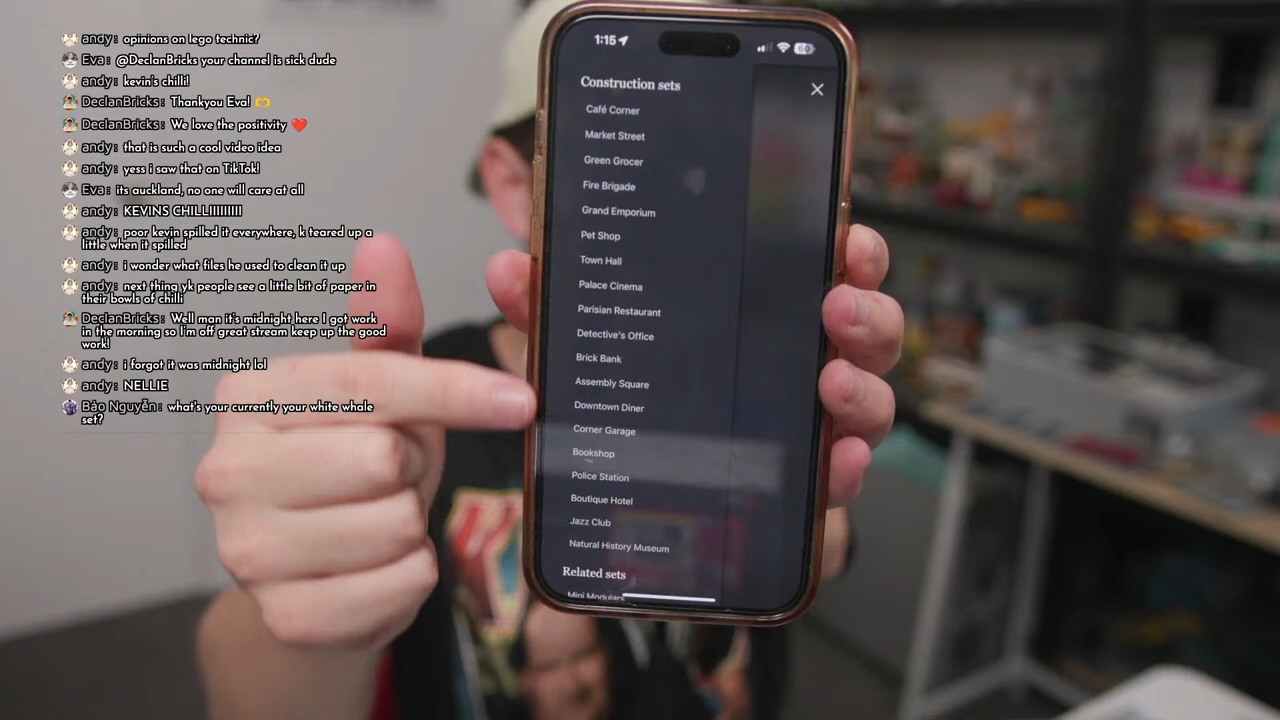 andy: opinions on lego technic?
Eva: @DeclanBricks your channel is sick dude
andy: kevin's chilli!
DeclanBricks: Thankyou Eva! 🫶
DeclanBricks: We love the positivity ❤️
andy: that is such a cool video idea
andy: yess i saw that on TikTok!
Eva: its auckland, no one will care at all
andy: KEVINS CHILLIIIIIIIII
andy: poor kevin spilled it everywhere, k teared up a
little when it spilled
andy: i wonder what files he used to clean it up
andy: next thing yk people see a little bit of paper in
their bowls of chilli
DeclanBricks: Well man it's midnight here I got work
in the morning so I'm off great stream keep up the good
work!
andy: i forgot it was midnight lol
andy: NELLIE
Bảo Nguyễn: what's your currently your white whale
set?
1:15
60
Construction sets
Café Corner
Market Street
Green Grocer
Fire Brigade
Grand Emporium
Pet Shop
Town Hall
Palace Cinema
Parisian Restaurant
Detective's Office
Brick Bank
Assembly Square
Downtown Diner
Corner Garage
Bookshop
Police Station
Boutique Hotel
Jazz Club
Natural History Museum
Related sets
Mini Modulars